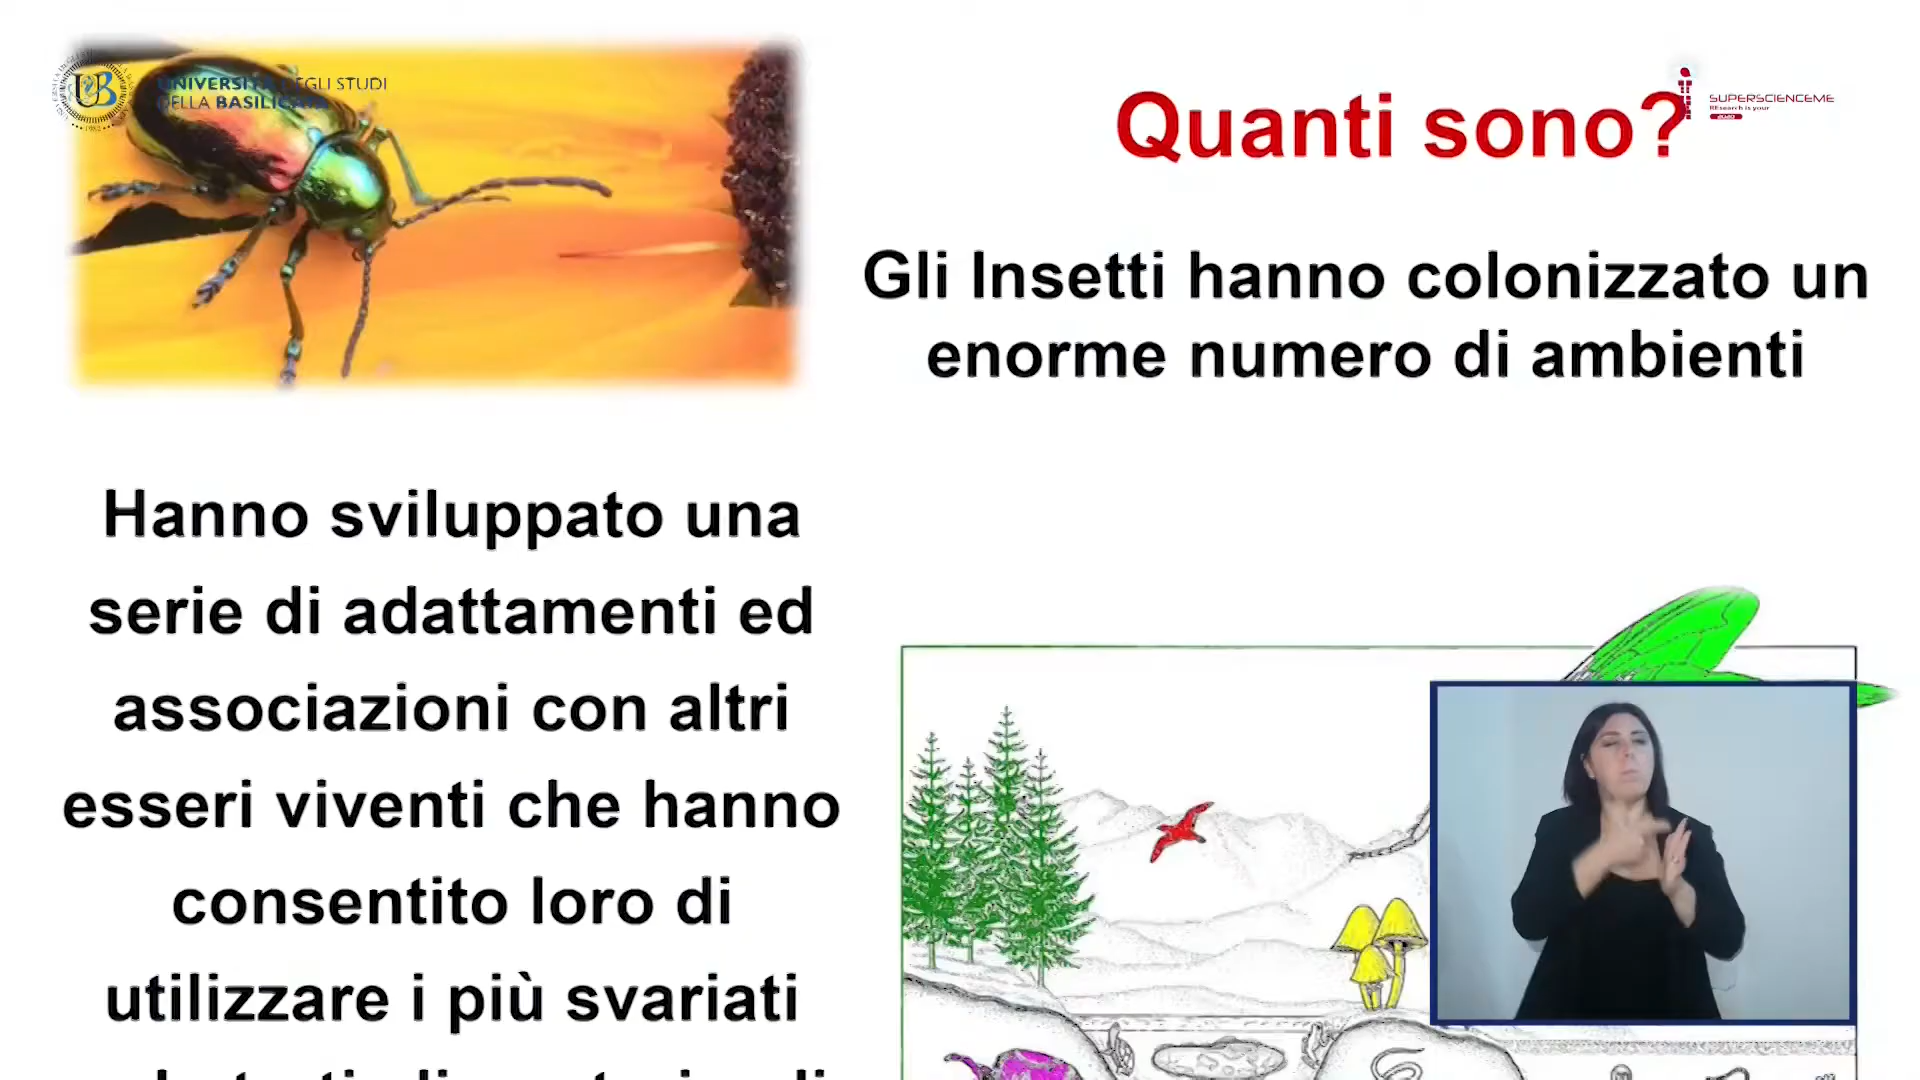 UNIVERSITÀ DEGLI STUDI
DELLA BASILICATA
1982
Quanti sono?
SUPERSCIENCEME
REsearch is your
2020
Gli Insetti hanno colonizzato un
enorme numero di ambienti
Hanno sviluppato una
serie di adattamenti ed
associazioni con altri
esseri viventi che hanno
consentito loro di
utilizzare i più svariati